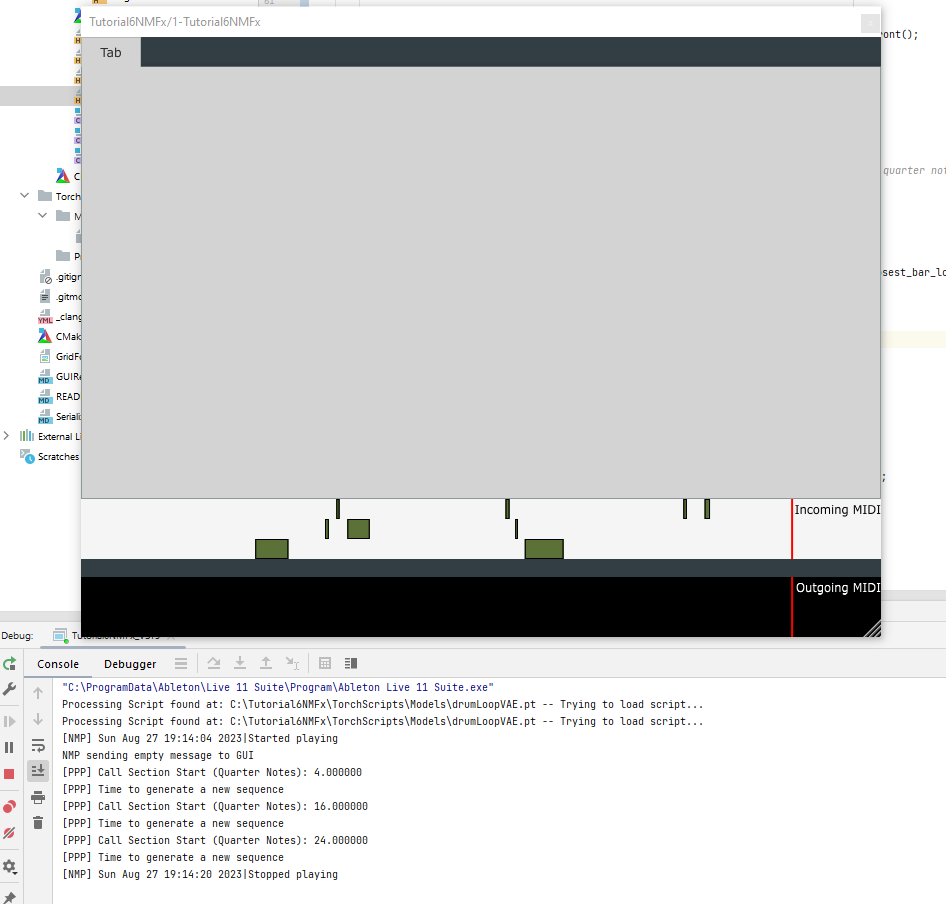 Tutorial6NMFx/1-Tutorial6NMFx
ont();
Tab
quarter not
Torch
sest_bar_lo
.gitign
.gitmo
_clang
CMak
GridFo
GUIRe
READ
Serializ
External Li
Scratches
Incoming MIDI
Outgoing MIDI
Debug:
Console
Debugger
"C:\ProgramData\Ableton\Live 11 Suite\Program\Ableton Live 11 Suite.exe"
Processing Script found at: C:\Tutorial6NMFx\TorchScripts\Models\drumLoopVAE.pt -- Trying to load script...
Processing Script found at: C:\Tutorial6NMFx\TorchScripts\Models\drumLoopVAE.pt -- Trying to load script...
[NMP] Sun Aug 27 19:14:04 2023|Started playing
NMP sending empty message to GUI
[PPP] Call Section Start (Quarter Notes): 4.000000
[PPP] Time to generate a new sequence
[PPP] Call Section Start (Quarter Notes): 16.000000
[PPP] Time to generate a new sequence
[PPP] Call Section Start (Quarter Notes): 24.000000
[PPP] Time to generate a new sequence
[NMP] Sun Aug 27 19:14:20 2023|Stopped playing